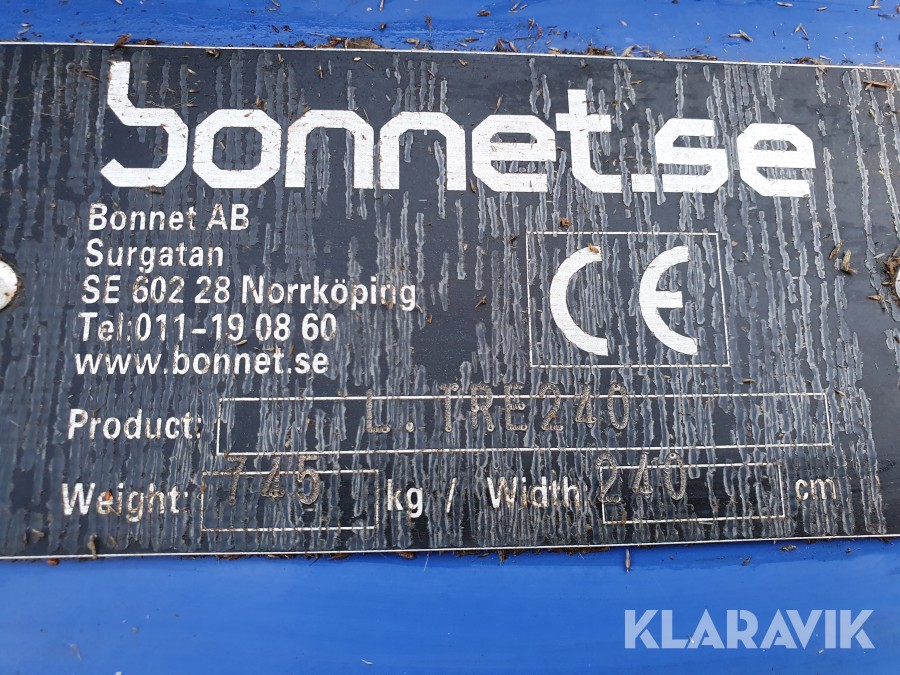 bonnet.se
Bonnet AB
Surgatan
SE 602 28 Norrköping
Tel:011-19 08 60
www.bonnet.se
CE
Product: L. TRE240
Weight: 745 kg / Width 240 cm
KLARAVIK